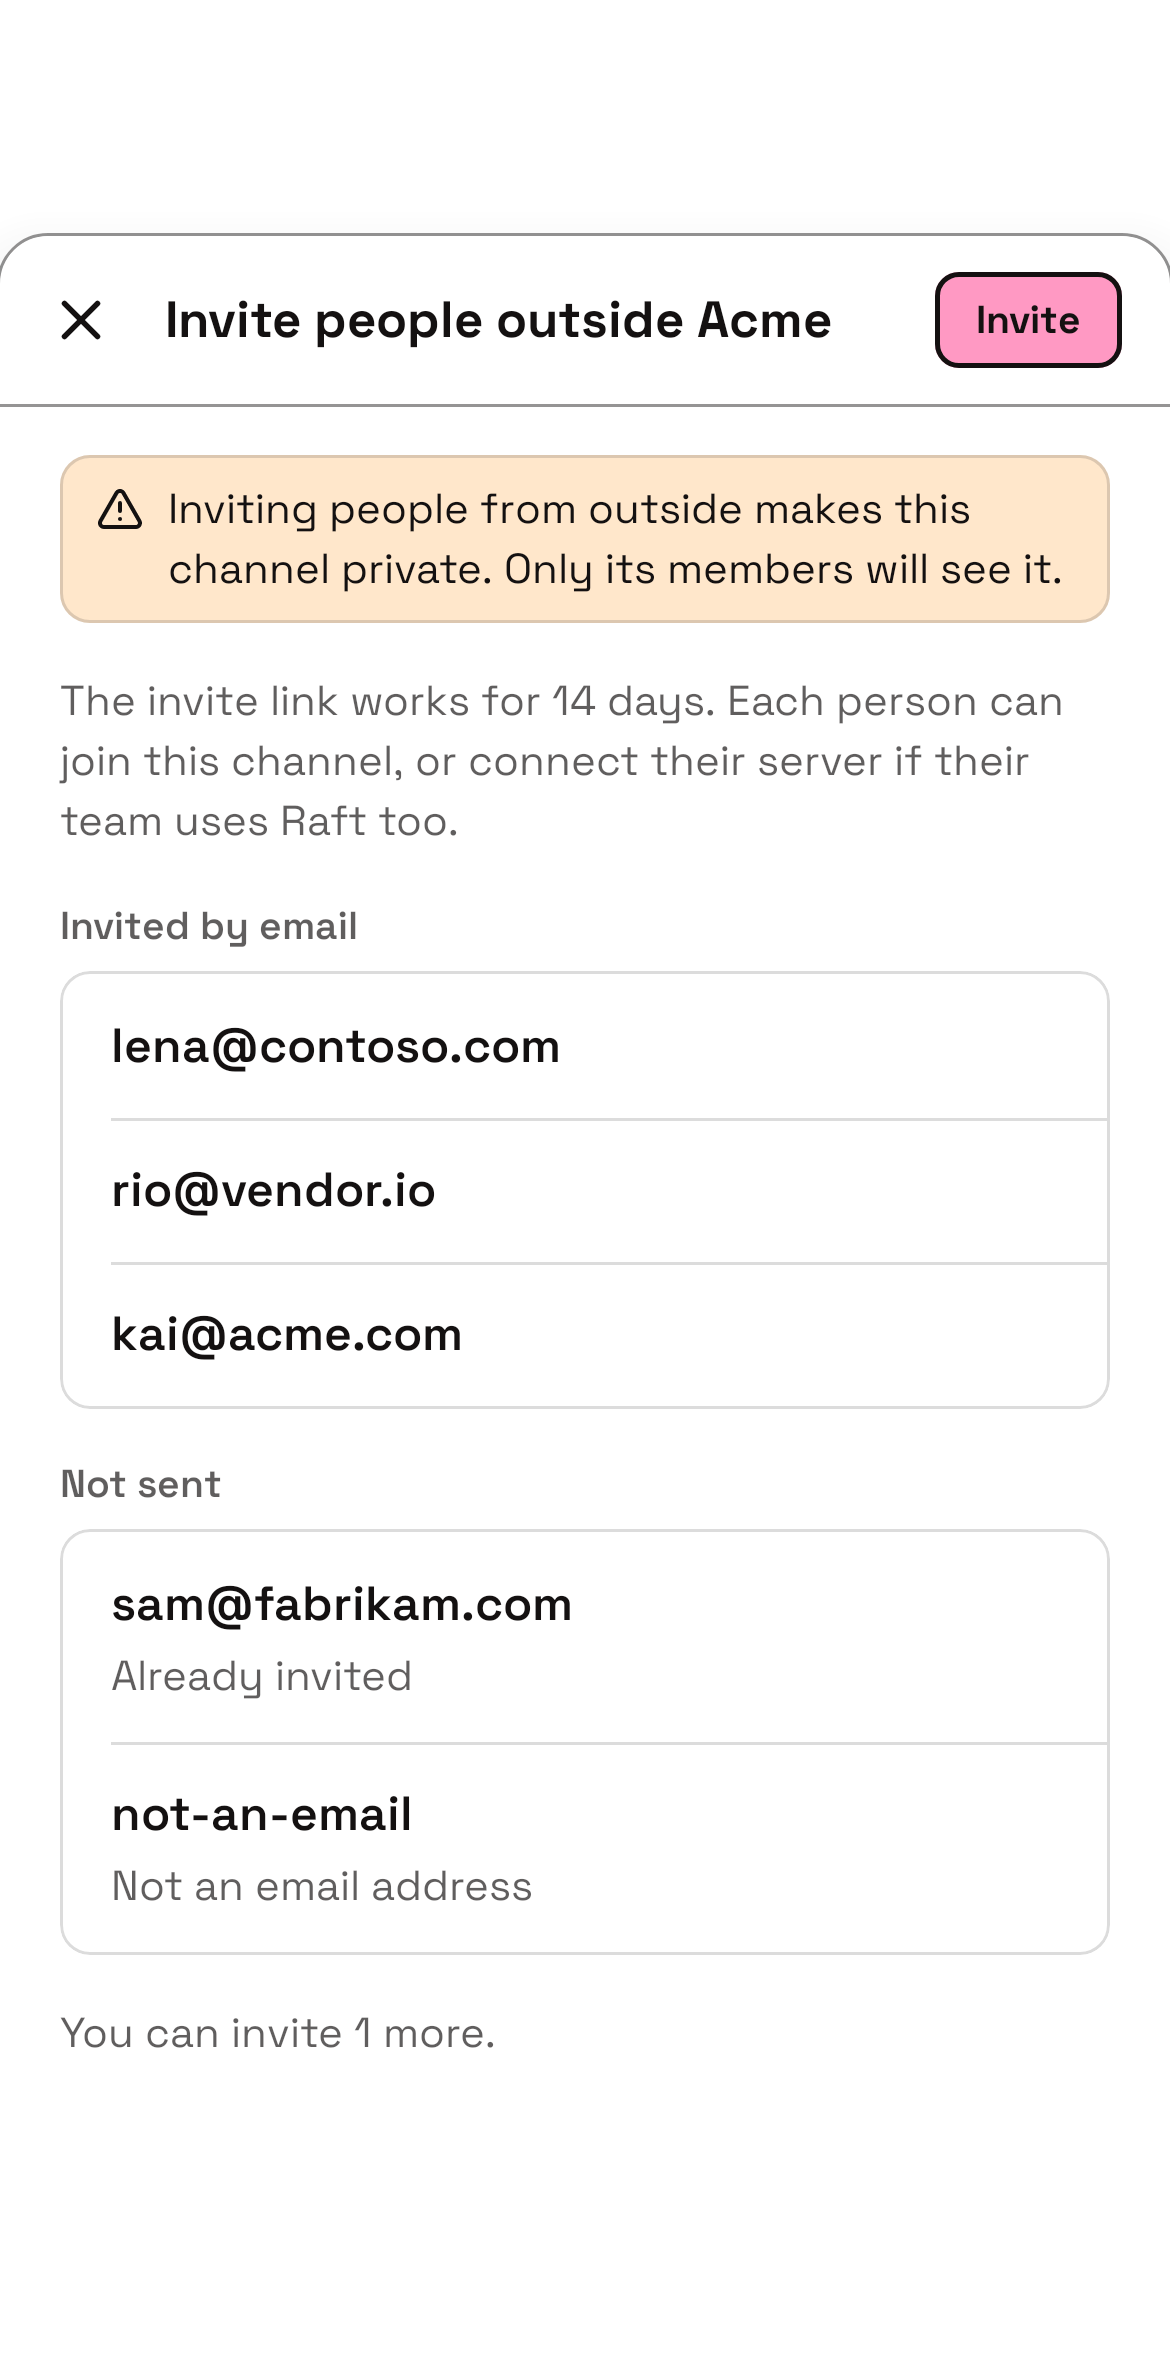 Invite people outside Acme
Invite
Inviting people from outside makes this
channel private. Only its members will see it.
The invite link works for 14 days. Each person can
join this channel, or connect their server if their
team uses Raft too.
Invited by email
lena@contoso.com
rio@vendor.io
kai@acme.com
Not sent
sam@fabrikam.com
Already invited
not-an-email
Not an email address
You can invite 1 more.